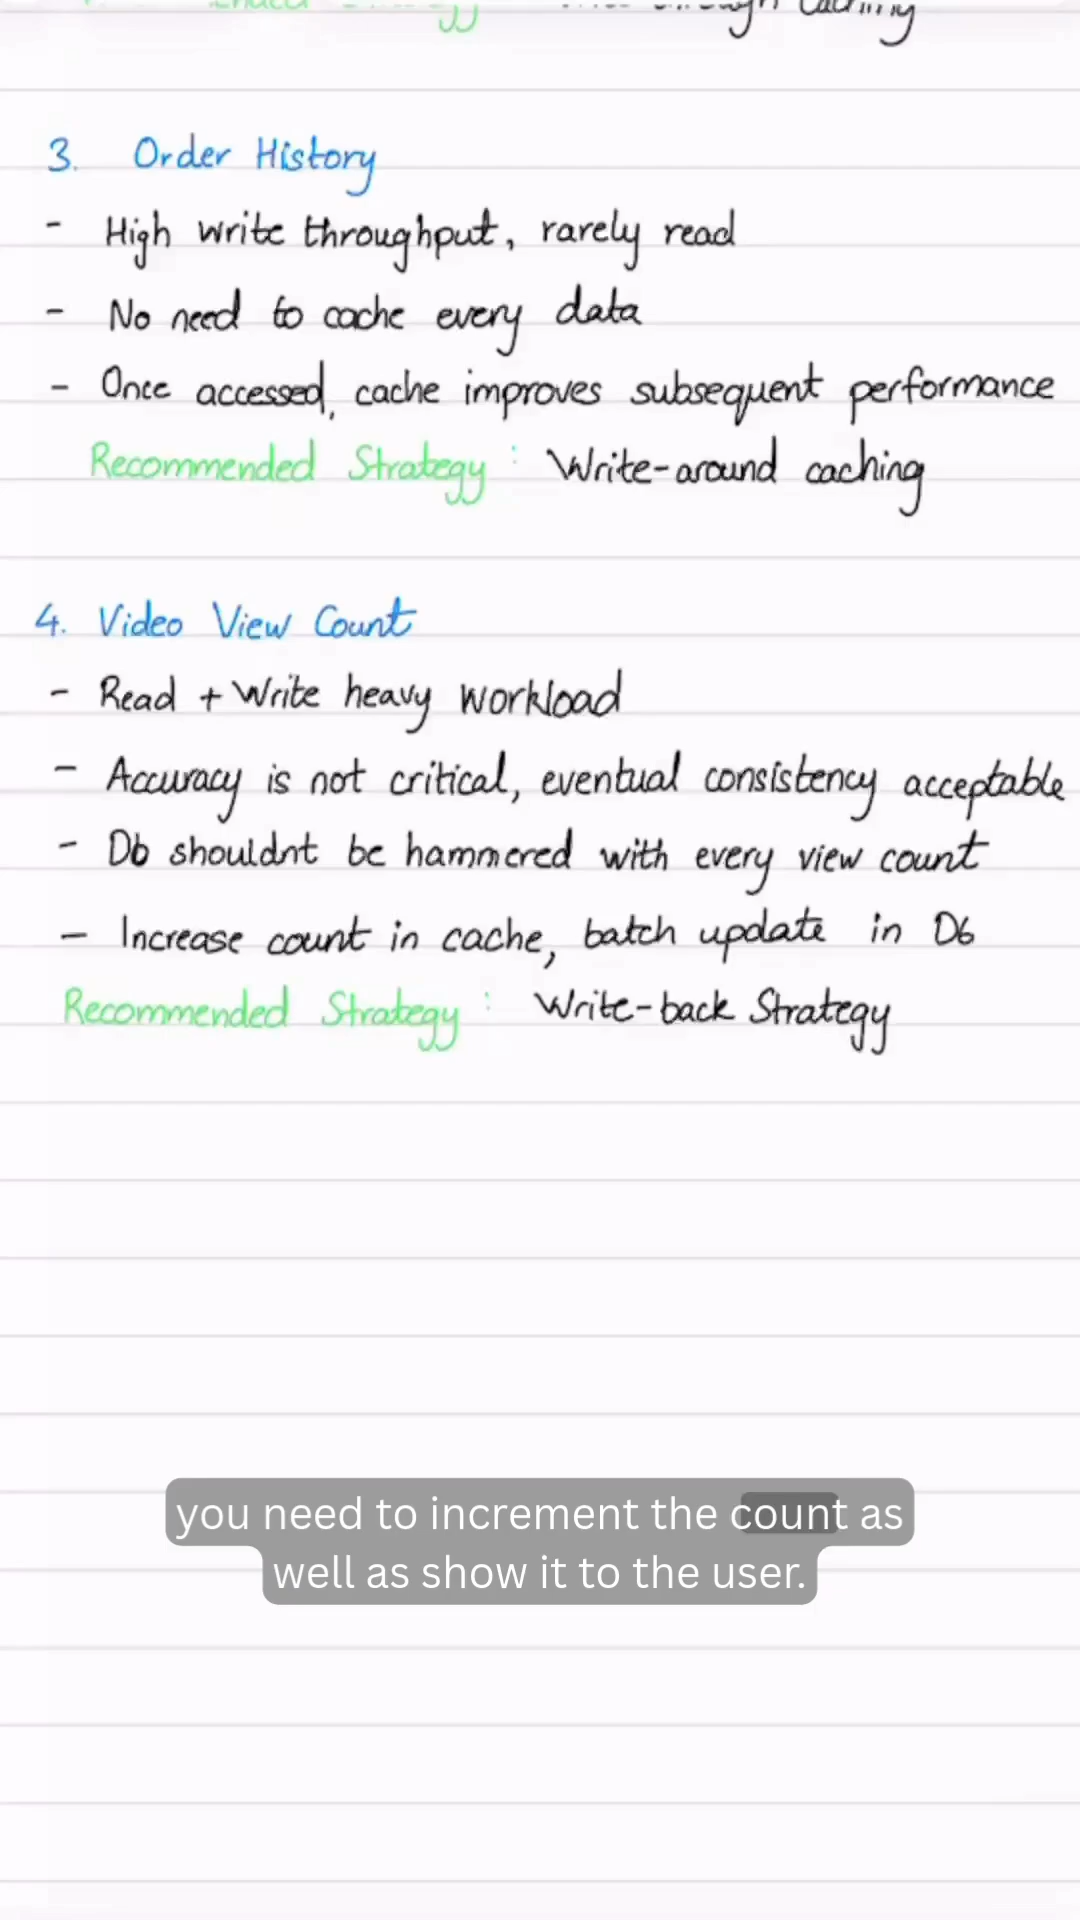 Strategy
through caching
3. Order History
- High write throughput, rarely read
- No need to cache every data
- Once accessed, cache improves subsequent performance
Recommended Strategy : Write-around caching
4. Video View Count
- Read + Write heavy workload
- Accuracy is not critical, eventual consistency acceptable
- Db shouldnt be hammered with every view count
- Increase count in cache, batch update in Db
Recommended Strategy : Write-back Strategy
you need to increment the count as
well as show it to the user.